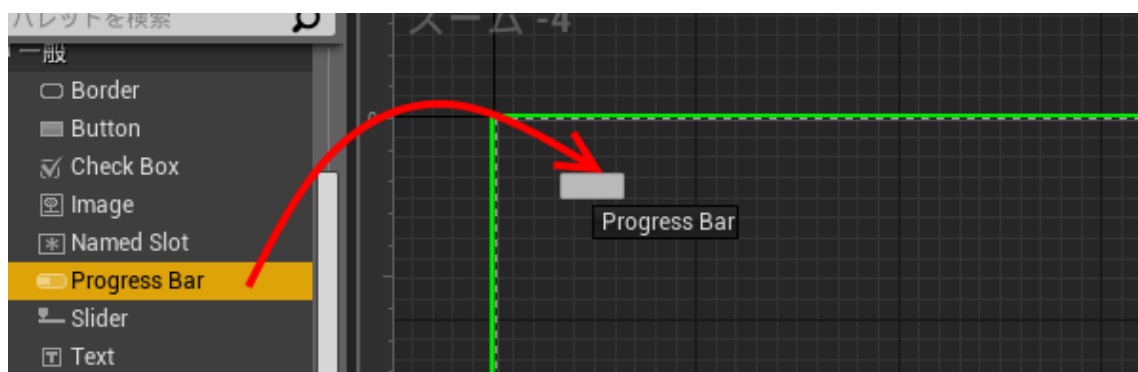 パレットを検索
ズーム -4
一般
Border
Button
Check Box
0
Image
Named Slot
Progress Bar
Progress Bar
Slider
Text